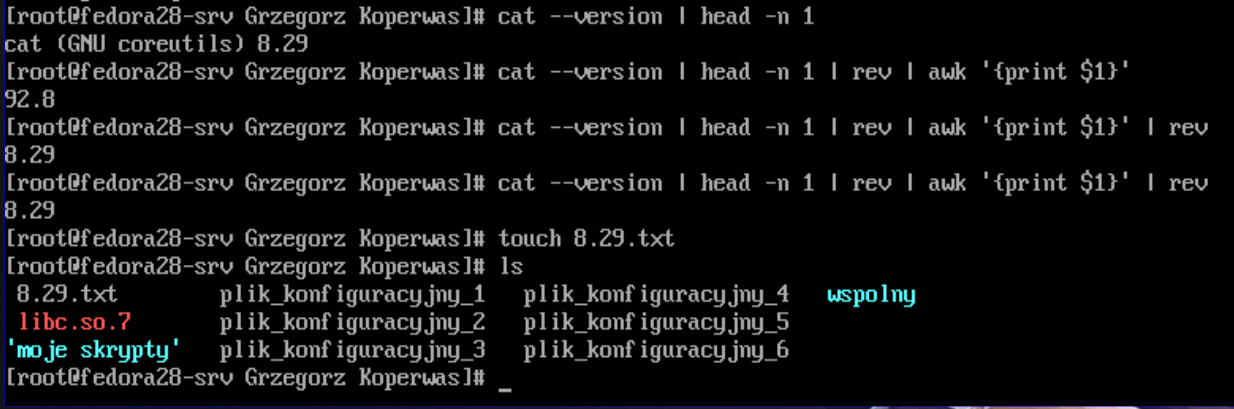 [root@fedora28-srv Grzegorz Koperwas]# cat --version | head -n 1
cat (GNU coreutils) 8.29
[root@fedora28-srv Grzegorz Koperwas]# cat --version | head -n 1 | rev | awk '{print $1}'
92.8
[root@fedora28-srv Grzegorz Koperwas]# cat --version | head -n 1 | rev | awk '{print $1}' | rev
8.29
[root@fedora28-srv Grzegorz Koperwas]# cat --version | head -n 1 | rev | awk '{print $1}' | rev
8.29
[root@fedora28-srv Grzegorz Koperwas]# touch 8.29.txt
[root@fedora28-srv Grzegorz Koperwas]# ls
8.29.txt plik_konfiguracyjny_1 plik_konfiguracyjny_4 wspolny
libc.so.7 plik_konfiguracyjny_2 plik_konfiguracyjny_5
'moje skrypty' plik_konfiguracyjny_3 plik_konfiguracyjny_6
[root@fedora28-srv Grzegorz Koperwas]# _